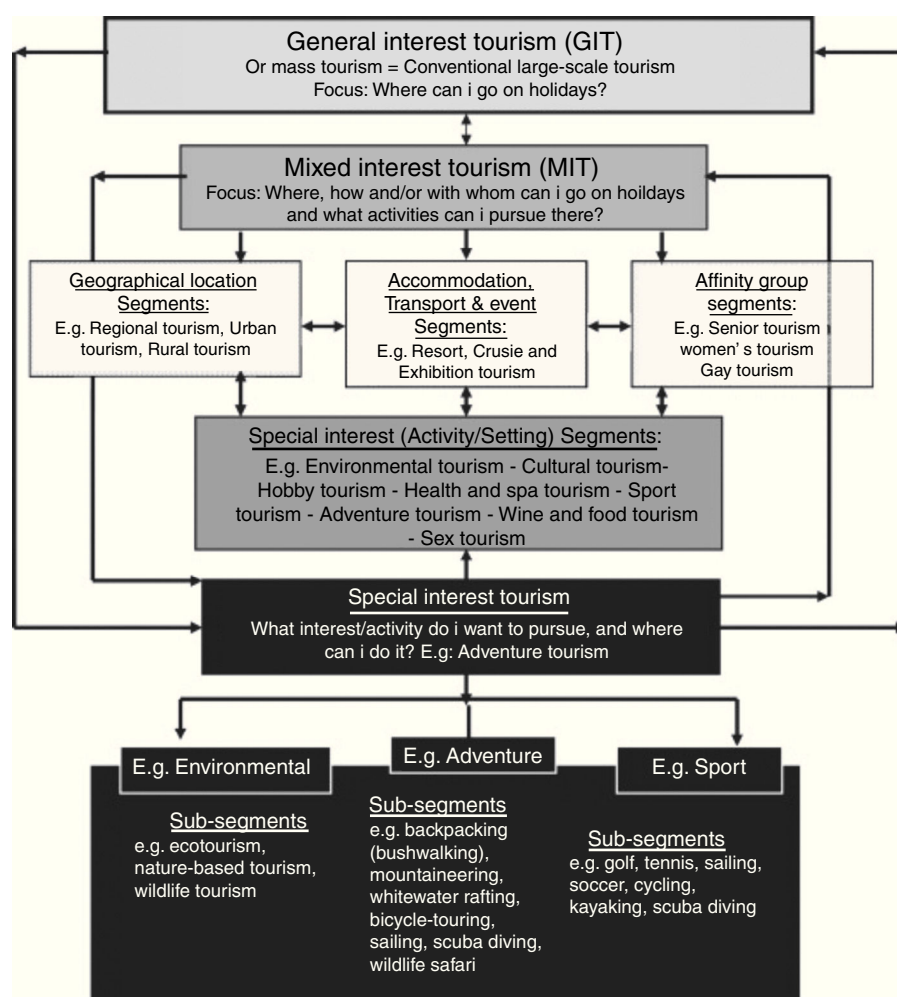 General interest tourism (GIT)
Or mass tourism = Conventional large-scale tourism
Focus: Where can i go on holidays?
Mixed interest tourism (MIT)
Focus: Where, how and/or with whom can i go on hoildays
and what activities can i pursue there?
Geographical location
Segments:
E.g. Regional tourism, Urban
tourism, Rural tourism
Accommodation,
Transport & event
Segments:
E.g. Resort, Crusie and
Exhibition tourism
Affinity group
segments:
E.g. Senior tourism
women' s tourism
Gay tourism
Special interest (Activity/Setting) Segments:
E.g. Environmental tourism - Cultural tourism-
Hobby tourism - Health and spa tourism - Sport
tourism - Adventure tourism - Wine and food tourism
- Sex tourism
Special interest tourism
What interest/activity do i want to pursue, and where
can i do it? E.g: Adventure tourism
E.g. Environmental
Sub-segments
e.g. ecotourism,
nature-based tourism,
wildlife tourism
E.g. Adventure
Sub-segments
e.g. backpacking
(bushwalking),
mountaineering,
whitewater rafting,
bicycle-touring,
sailing, scuba diving,
wildlife safari
E.g. Sport
Sub-segments
e.g. golf, tennis, sailing,
soccer, cycling,
kayaking, scuba diving